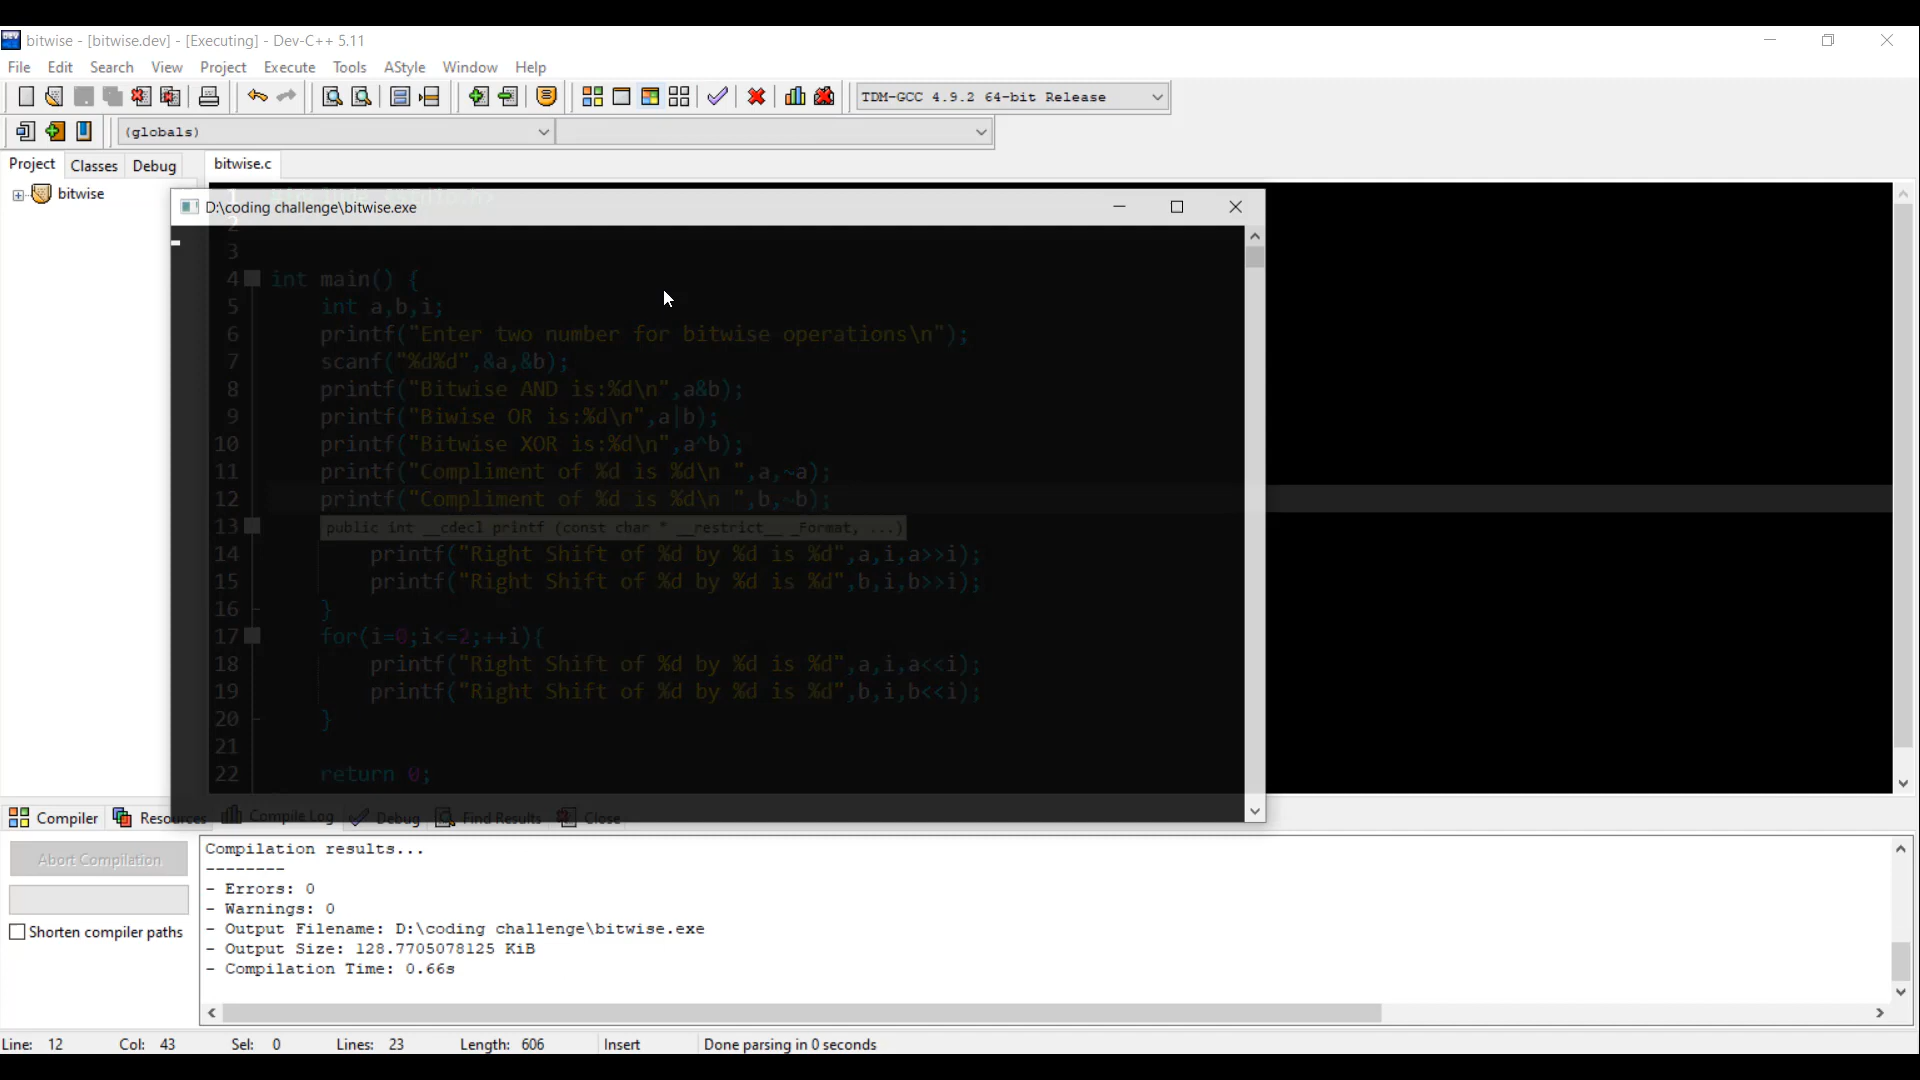 bitwise - [bitwise.dev] - [Executing] - Dev-C++ 5.11
File Edit Search View Project Execute Tools AStyle Window Help
TDM-GCC 4.9.2 64-bit Release
(globals)
Project Classes Debug bitwise.c
bitwise
D:\coding challenge\bitwise.exe
1
2
3
4 int main() {
5 int a,b,i;
6 printf("Enter two number for bitwise operations\n");
7 scanf("%d%d",&a,&b);
8 printf("Bitwise AND is:%d\n",a&b);
9 printf("Biwise OR is:%d\n",a|b);
10 printf("Bitwise XOR is:%d\n",a^b);
11 printf("Compliment of %d is %d\n ",a,~a);
12 printf("Compliment of %d is %d\n ",b,~b);
13 public int __cdecl printf (const char * __restrict__ _Format, ...)
14 printf("Right Shift of %d by %d is %d",a,i,a>>i);
15 printf("Right Shift of %d by %d is %d",b,i,b>>i);
16 }
17 for(i=0;i<=2;++i){
18 printf("Right Shift of %d by %d is %d",a,i,a<<i);
19 printf("Right Shift of %d by %d is %d",b,i,b<<i);
20 }
21
22 return 0;
Compiler Resources Compile Log Debug Find Results Close
Abort Compilation
Shorten compiler paths
Compilation results...
--------
- Errors: 0
- Warnings: 0
- Output Filename: D:\coding challenge\bitwise.exe
- Output Size: 128.7705078125 KiB
- Compilation Time: 0.66s
Line: 12 Col: 43 Sel: 0 Lines: 23 Length: 606 Insert Done parsing in 0 seconds